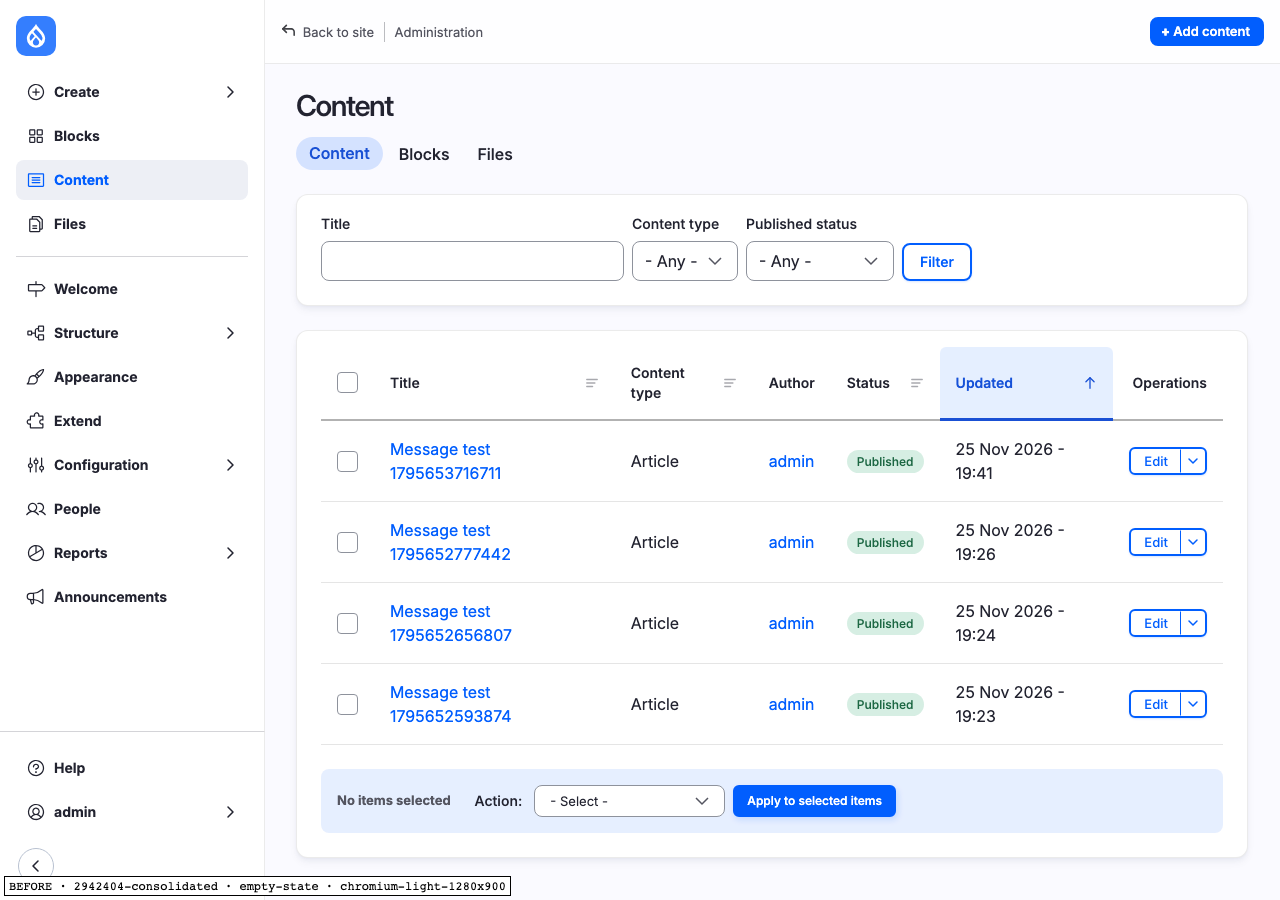 Back to site
Administration
+ Add content
Create
Blocks
Content
Files
Welcome
Structure
Appearance
Extend
Configuration
People
Reports
Announcements
Help
admin
Content
Content Blocks Files
Title Content type Published status
- Any - - Any - Filter
Title Content type Author Status Updated Operations
Message test
1795653716711
Article admin Published
25 Nov 2026 -
19:41
Edit
Message test
1795652777442
Article admin Published
25 Nov 2026 -
19:26
Edit
Message test
1795652656807
Article admin Published
25 Nov 2026 -
19:24
Edit
Message test
1795652593874
Article admin Published
25 Nov 2026 -
19:23
Edit
No items selected Action: - Select - Apply to selected items
BEFORE · 2942404-consolidated · empty-state · chromium-light-1280x900